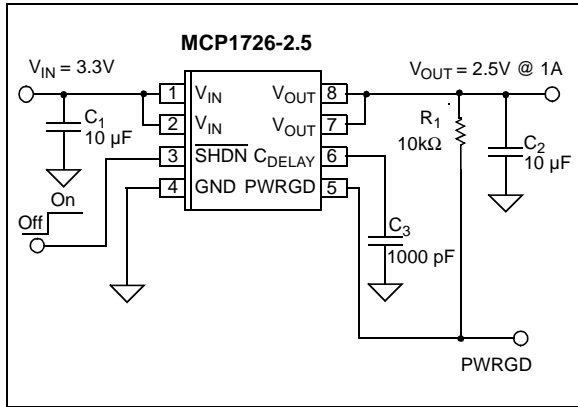 MCP1726-2.5
V_IN = 3.3V
V_OUT = 2.5V @ 1A
C_1
10 µF
1 V_IN
2 V_IN
3 SHDN
4 GND
V_OUT 8
V_OUT 7
C_DELAY 6
PWRGD 5
R_1
10kΩ
C_2
10 µF
On
Off
C_3
1000 pF
PWRGD